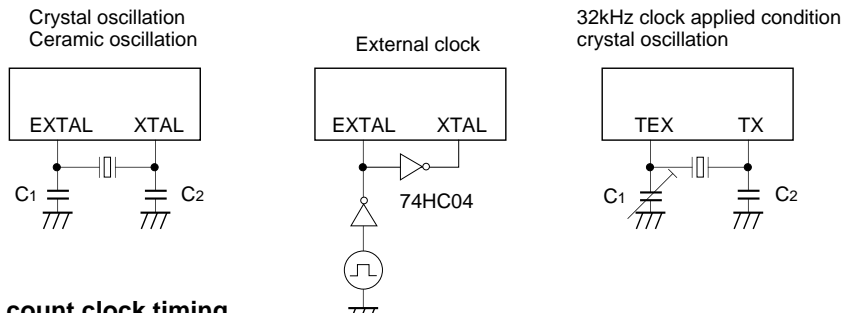 Crystal oscillation
Ceramic oscillation
EXTAL XTAL
C1 C2
External clock
EXTAL XTAL
74HC04
32kHz clock applied condition
crystal oscillation
TEX TX
C1 C2
count clock timing